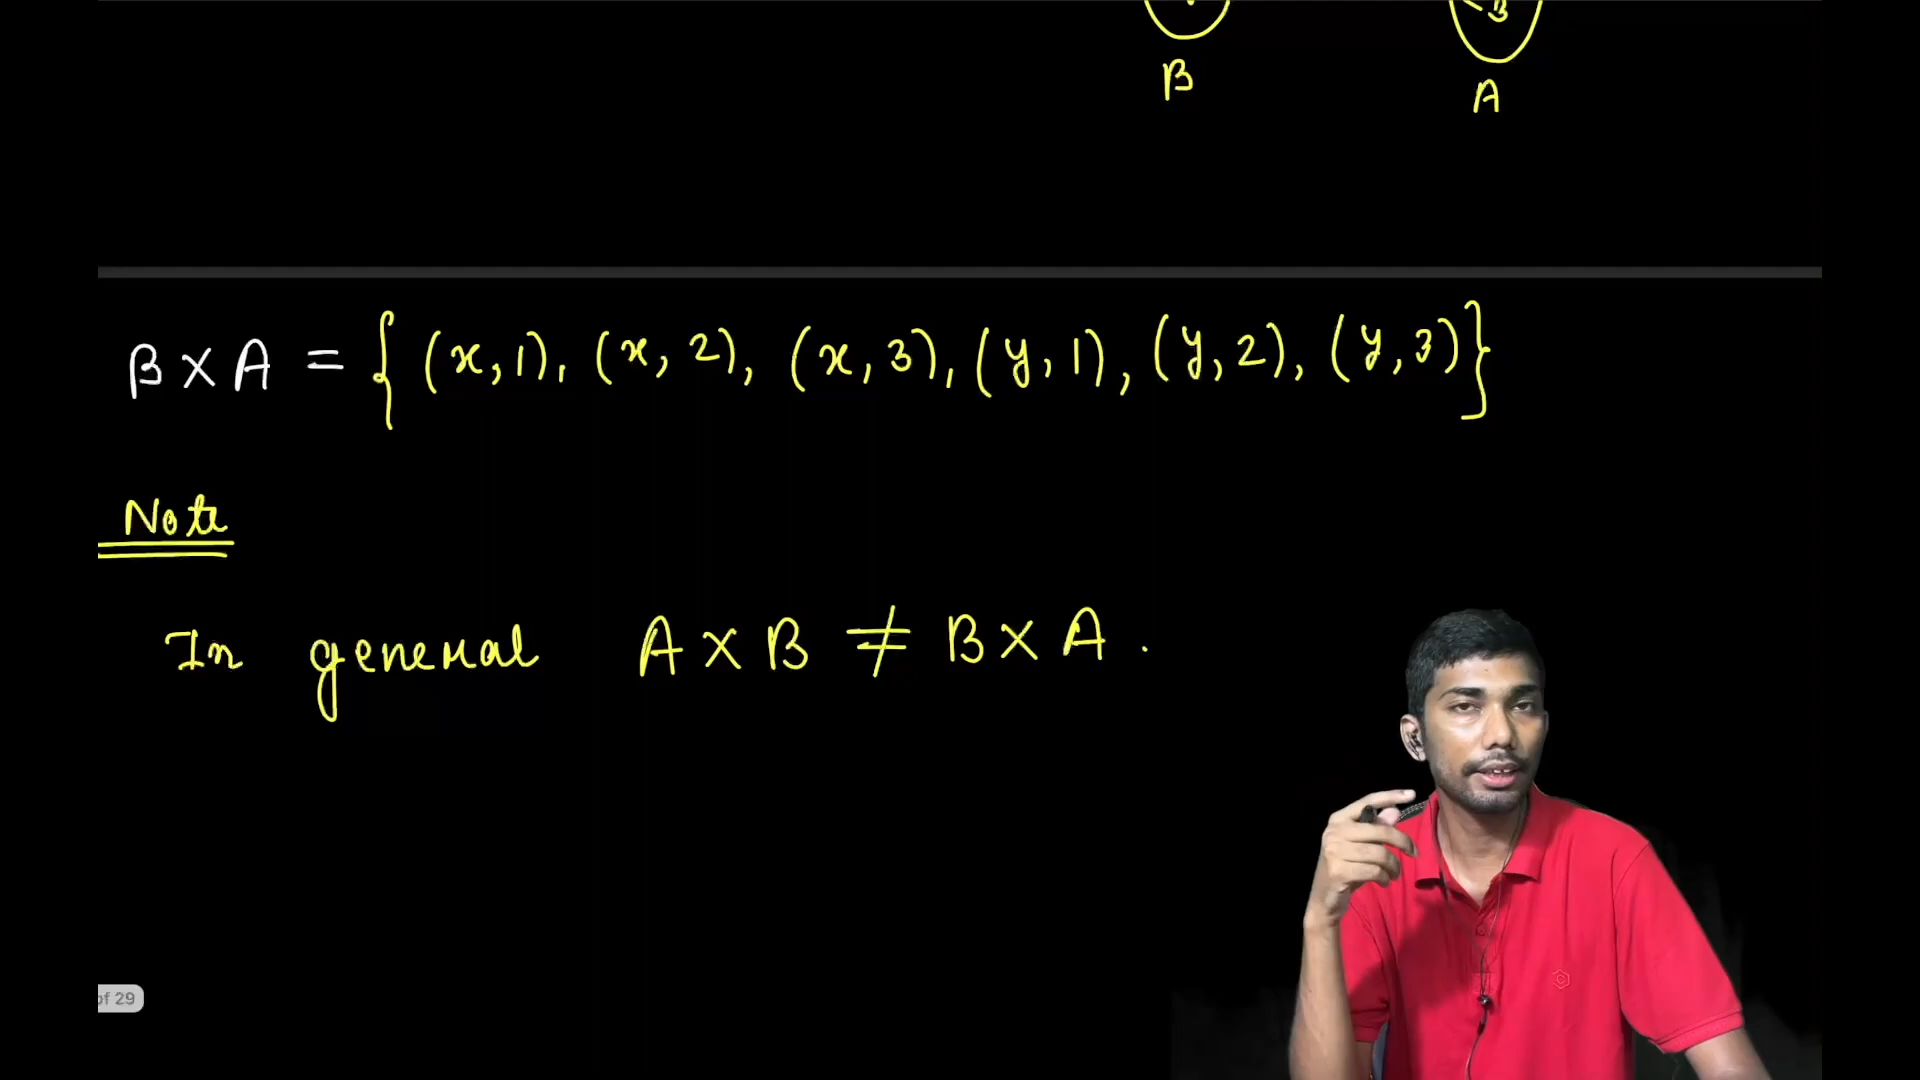 B A
B × A = { (x, 1), (x, 2), (x, 3), (y, 1), (y, 2), (y, 3) }
Note
In general A × B ≠ B × A .
of 29